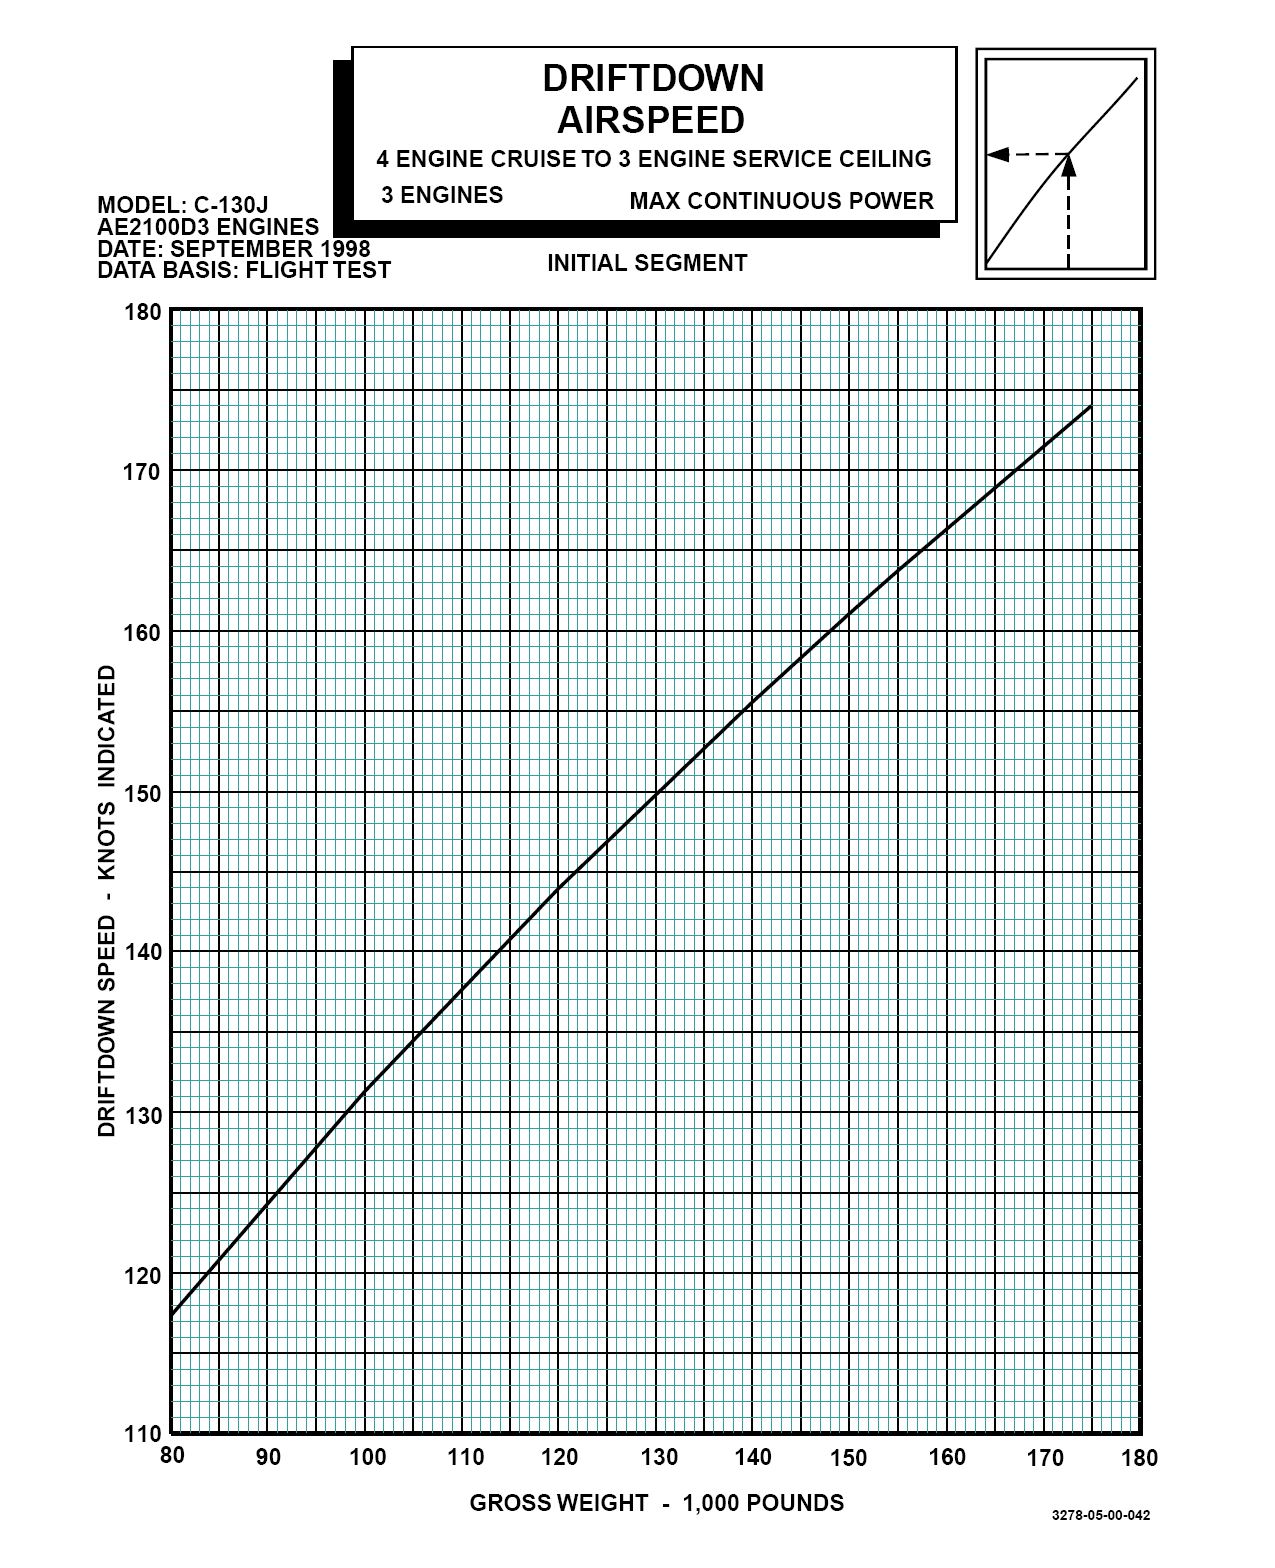 DRIFTDOWN
AIRSPEED
4 ENGINE CRUISE TO 3 ENGINE SERVICE CEILING
3 ENGINES MAX CONTINUOUS POWER
MODEL: C-130J
AE2100D3 ENGINES
DATE: SEPTEMBER 1998
DATA BASIS: FLIGHT TEST
INITIAL SEGMENT
180
170
160
150
140
130
120
110
DRIFTDOWN SPEED - KNOTS INDICATED
80 90 100 110 120 130 140 150 160 170 180
GROSS WEIGHT - 1,000 POUNDS
3278-05-00-042